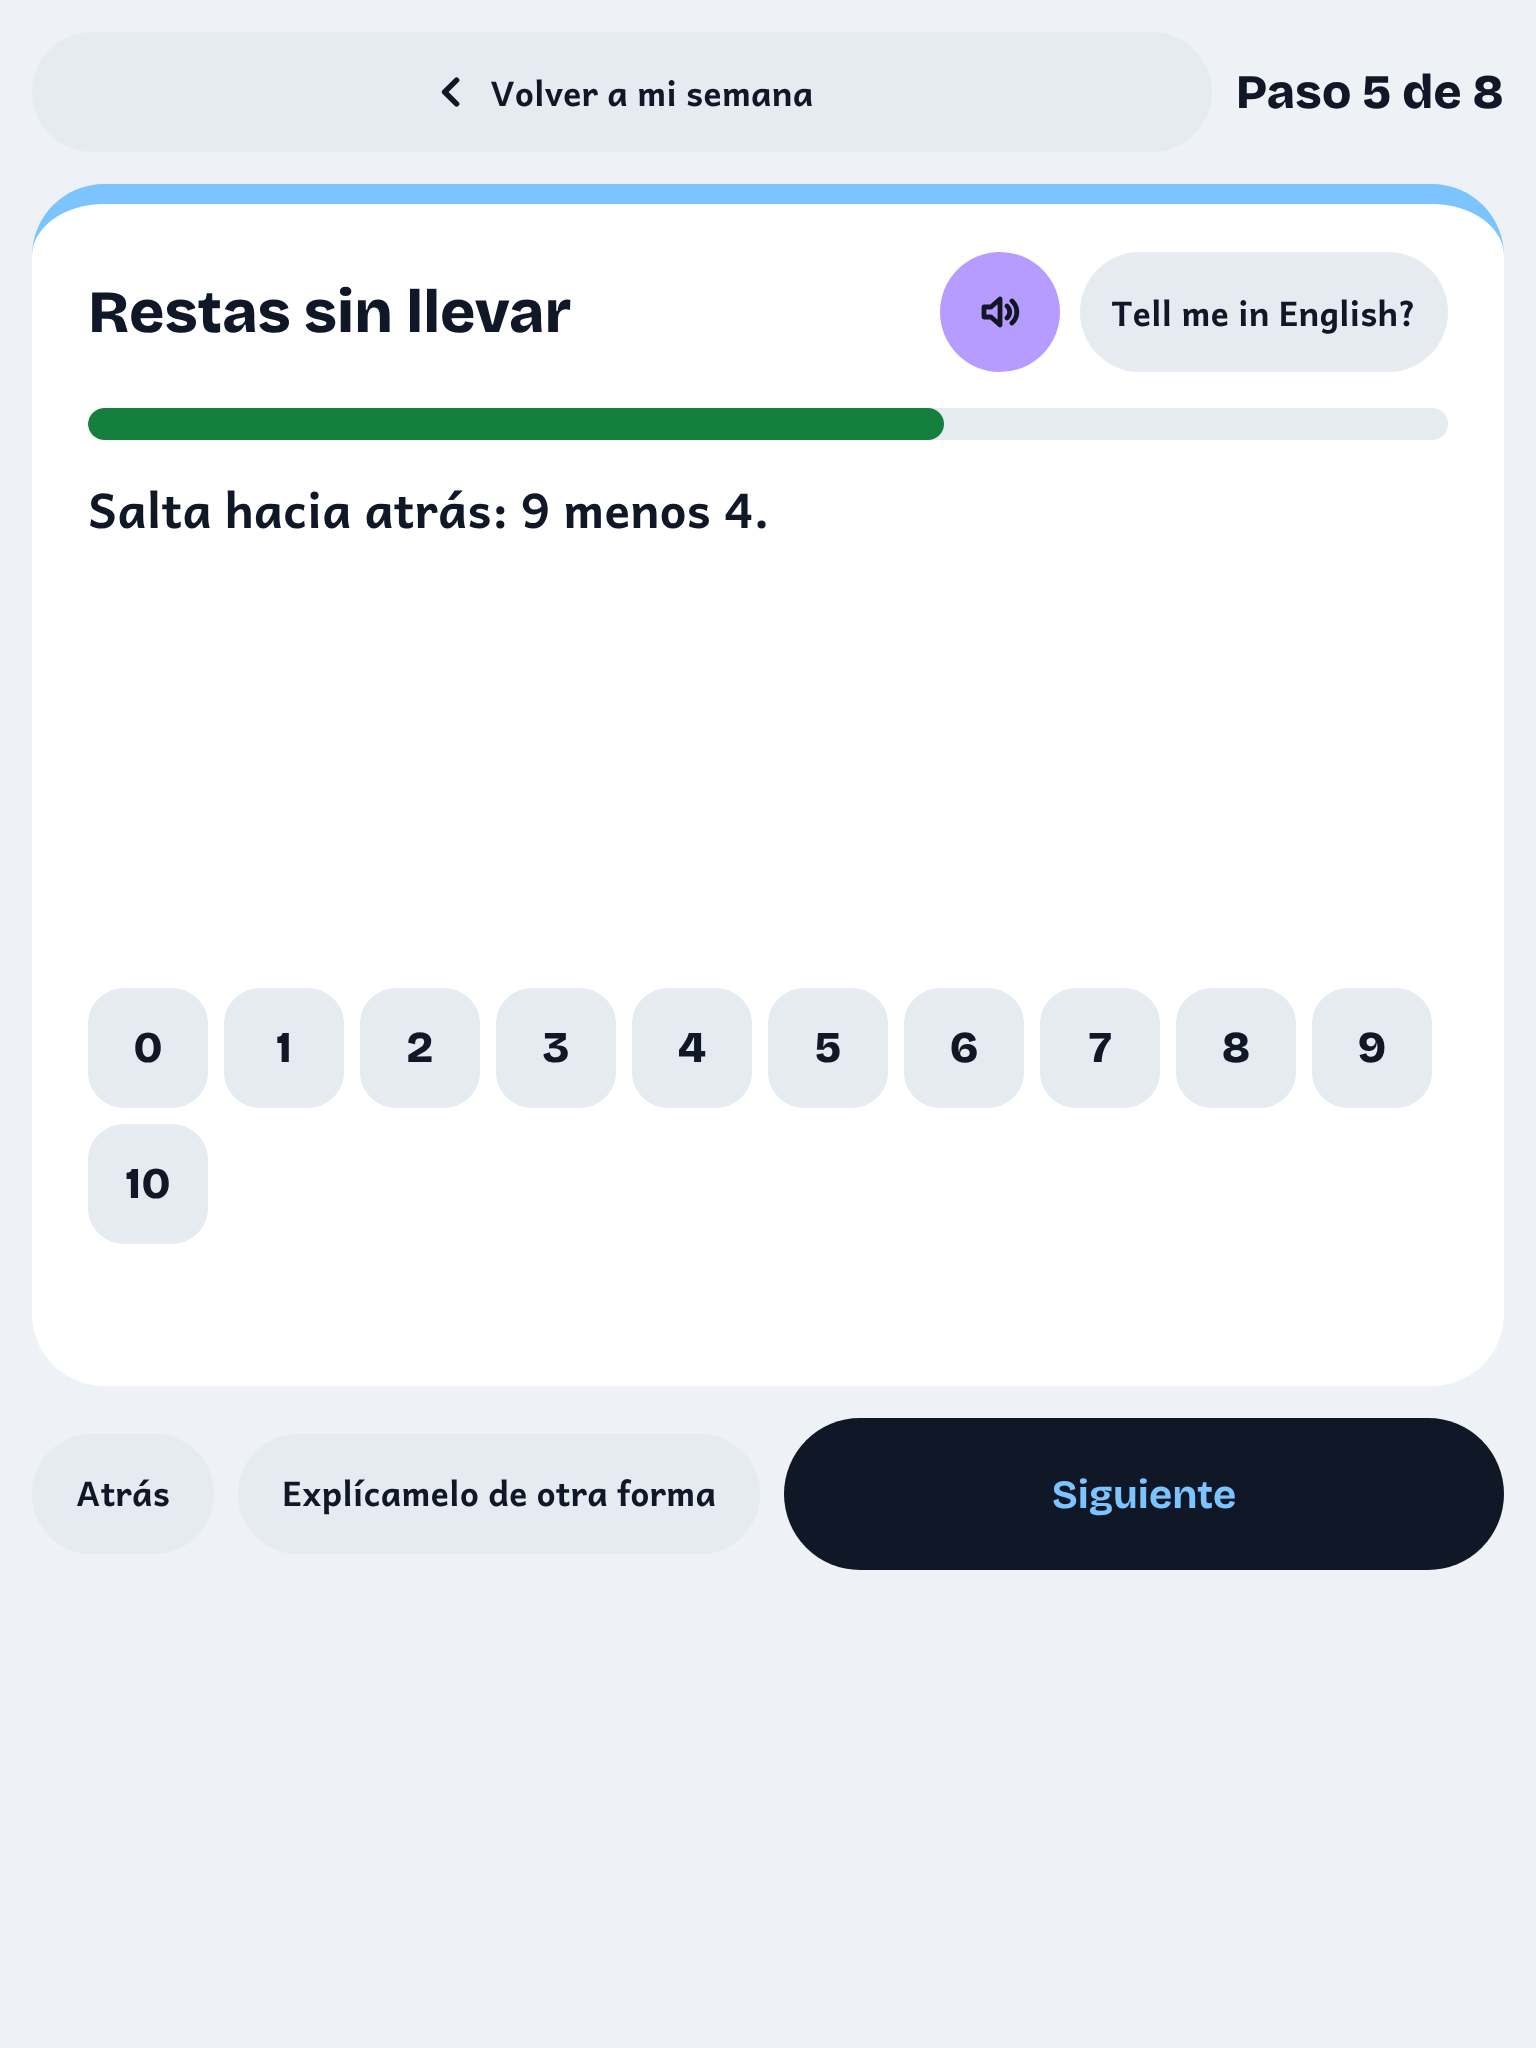 Volver a mi semana
Paso 5 de 8
Restas sin llevar
Tell me in English?
Salta hacia atrás: 9 menos 4.
0 1 2 3 4 5 6 7 8 9
10
Atrás
Explícamelo de otra forma
Siguiente